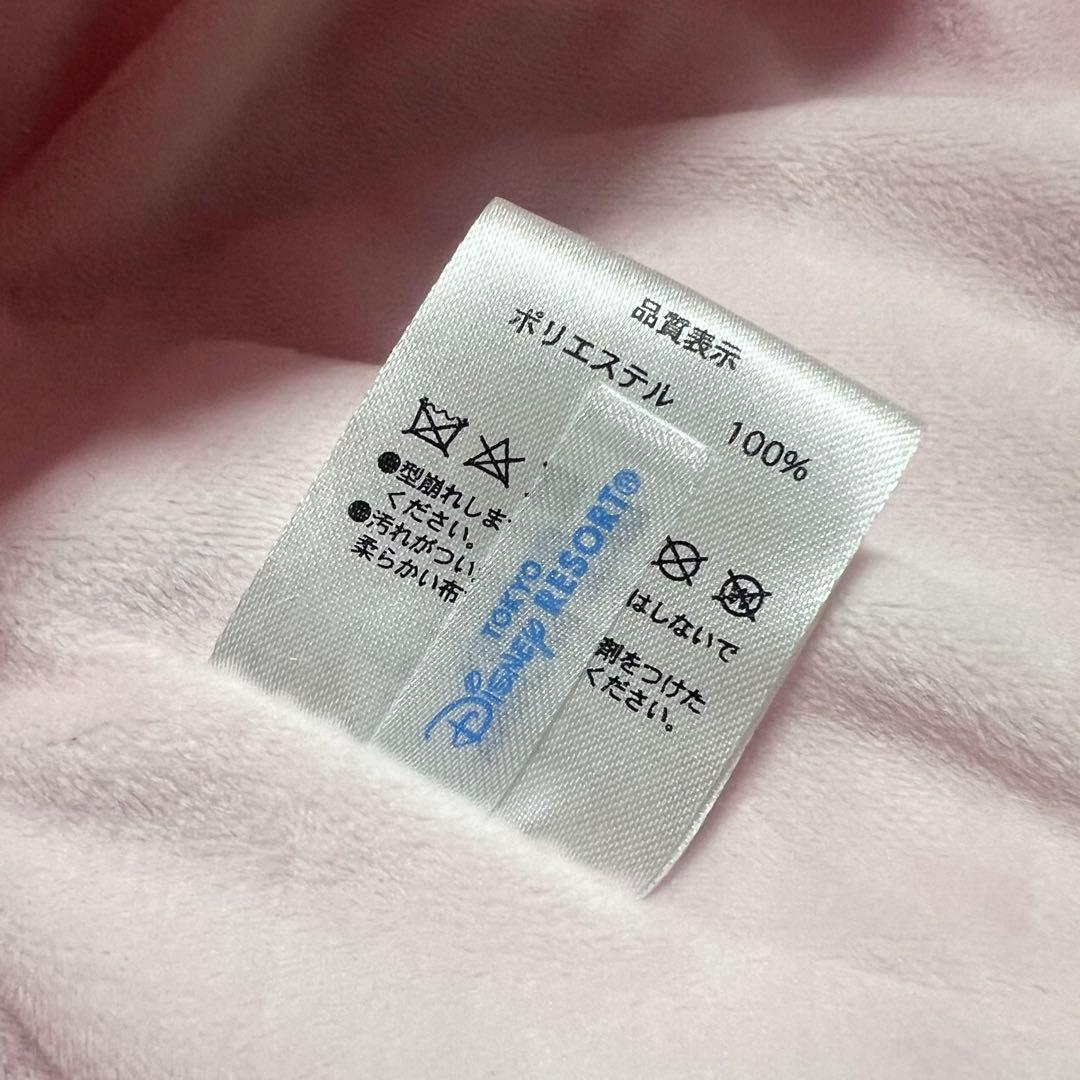 品質表示
ポリエステル 100%
●型崩れしま
はしないで
ください。
●汚れがつい
剤をつけた
柔らかい布
ください。
TOKYO
DISNEY RESORT®